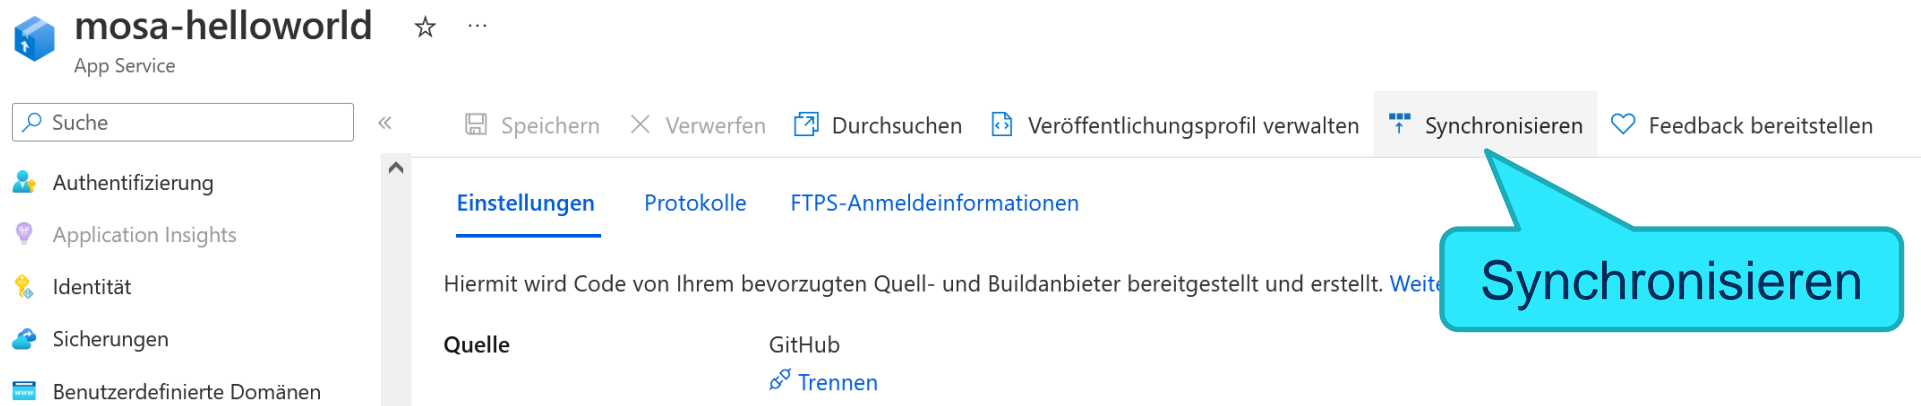 mosa-helloworld
App Service
Suche
Speichern Verwerfen Durchsuchen Veröffentlichungsprofil verwalten Synchronisieren Feedback bereitstellen
Authentifizierung
Application Insights
Identität
Sicherungen
Benutzerdefinierte Domänen
Einstellungen Protokolle FTPS-Anmeldeinformationen
Hiermit wird Code von Ihrem bevorzugten Quell- und Buildanbieter bereitgestellt und erstellt.
Quelle GitHub
Trennen
Synchronisieren